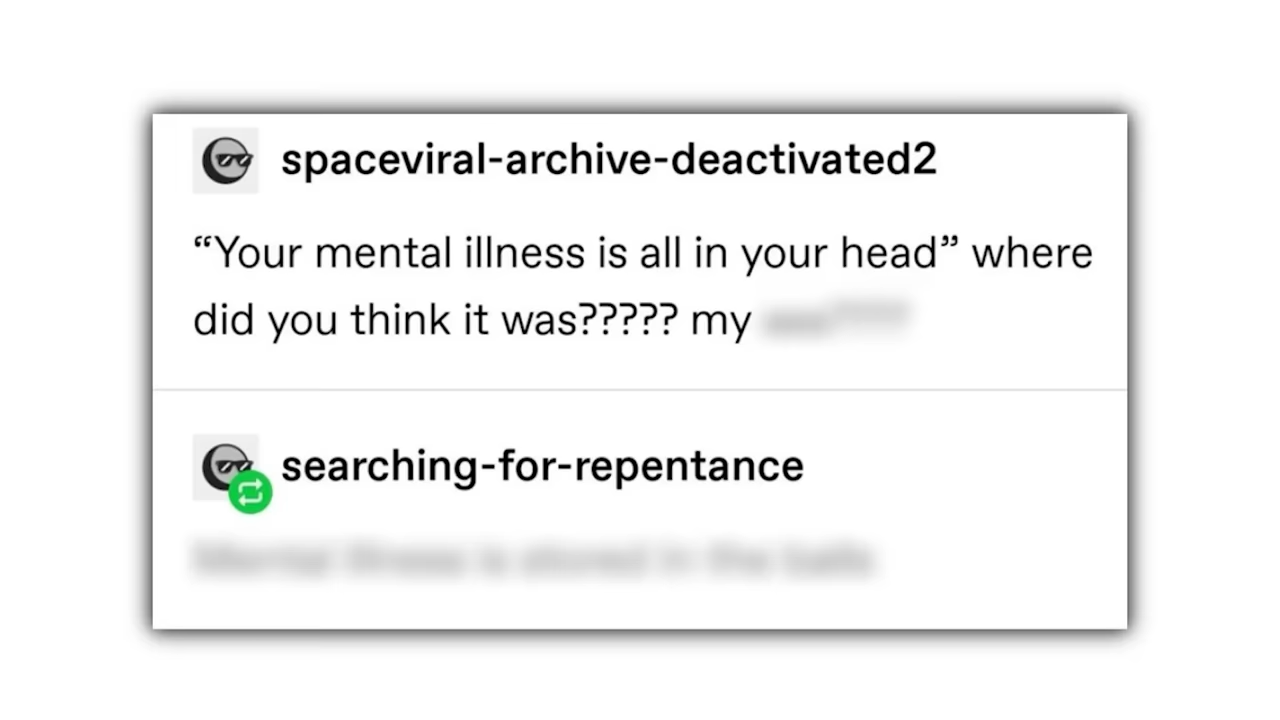 spaceviral-archive-deactivated2
“Your mental illness is all in your head” where
did you think it was????? my
searching-for-repentance